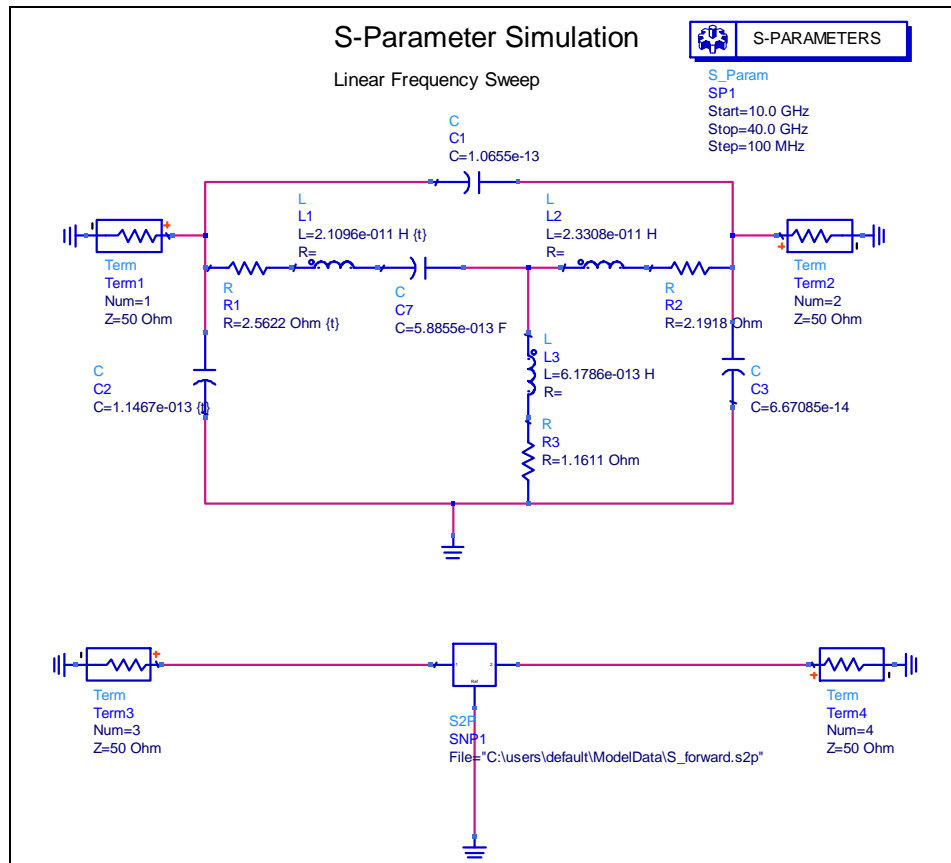 S-Parameter Simulation
Linear Frequency Sweep
S-PARAMETERS
S_Param
SP1
Start=10.0 GHz
Stop=40.0 GHz
Step=100 MHz
C
C1
C=1.0655e-13
L
L1
L=2.1096e-011 H {t}
R=
L
L2
L=2.3308e-011 H
R=
Term
Term1
Num=1
Z=50 Ohm
R
R1
R=2.5622 Ohm {t}
C
C7
C=5.8855e-013 F
R
R2
R=2.1918 Ohm
Term
Term2
Num=2
Z=50 Ohm
C
C2
C=1.1467e-013 {t}
L
L3
L=6.1786e-013 H
R=
C
C3
C=6.67085e-14
R
R3
R=1.1611 Ohm
1
2
Ref
Term
Term3
Num=3
Z=50 Ohm
S2P
SNP1
File="C:\users\default\ModelData\S_forward.s2p"
Term
Term4
Num=4
Z=50 Ohm